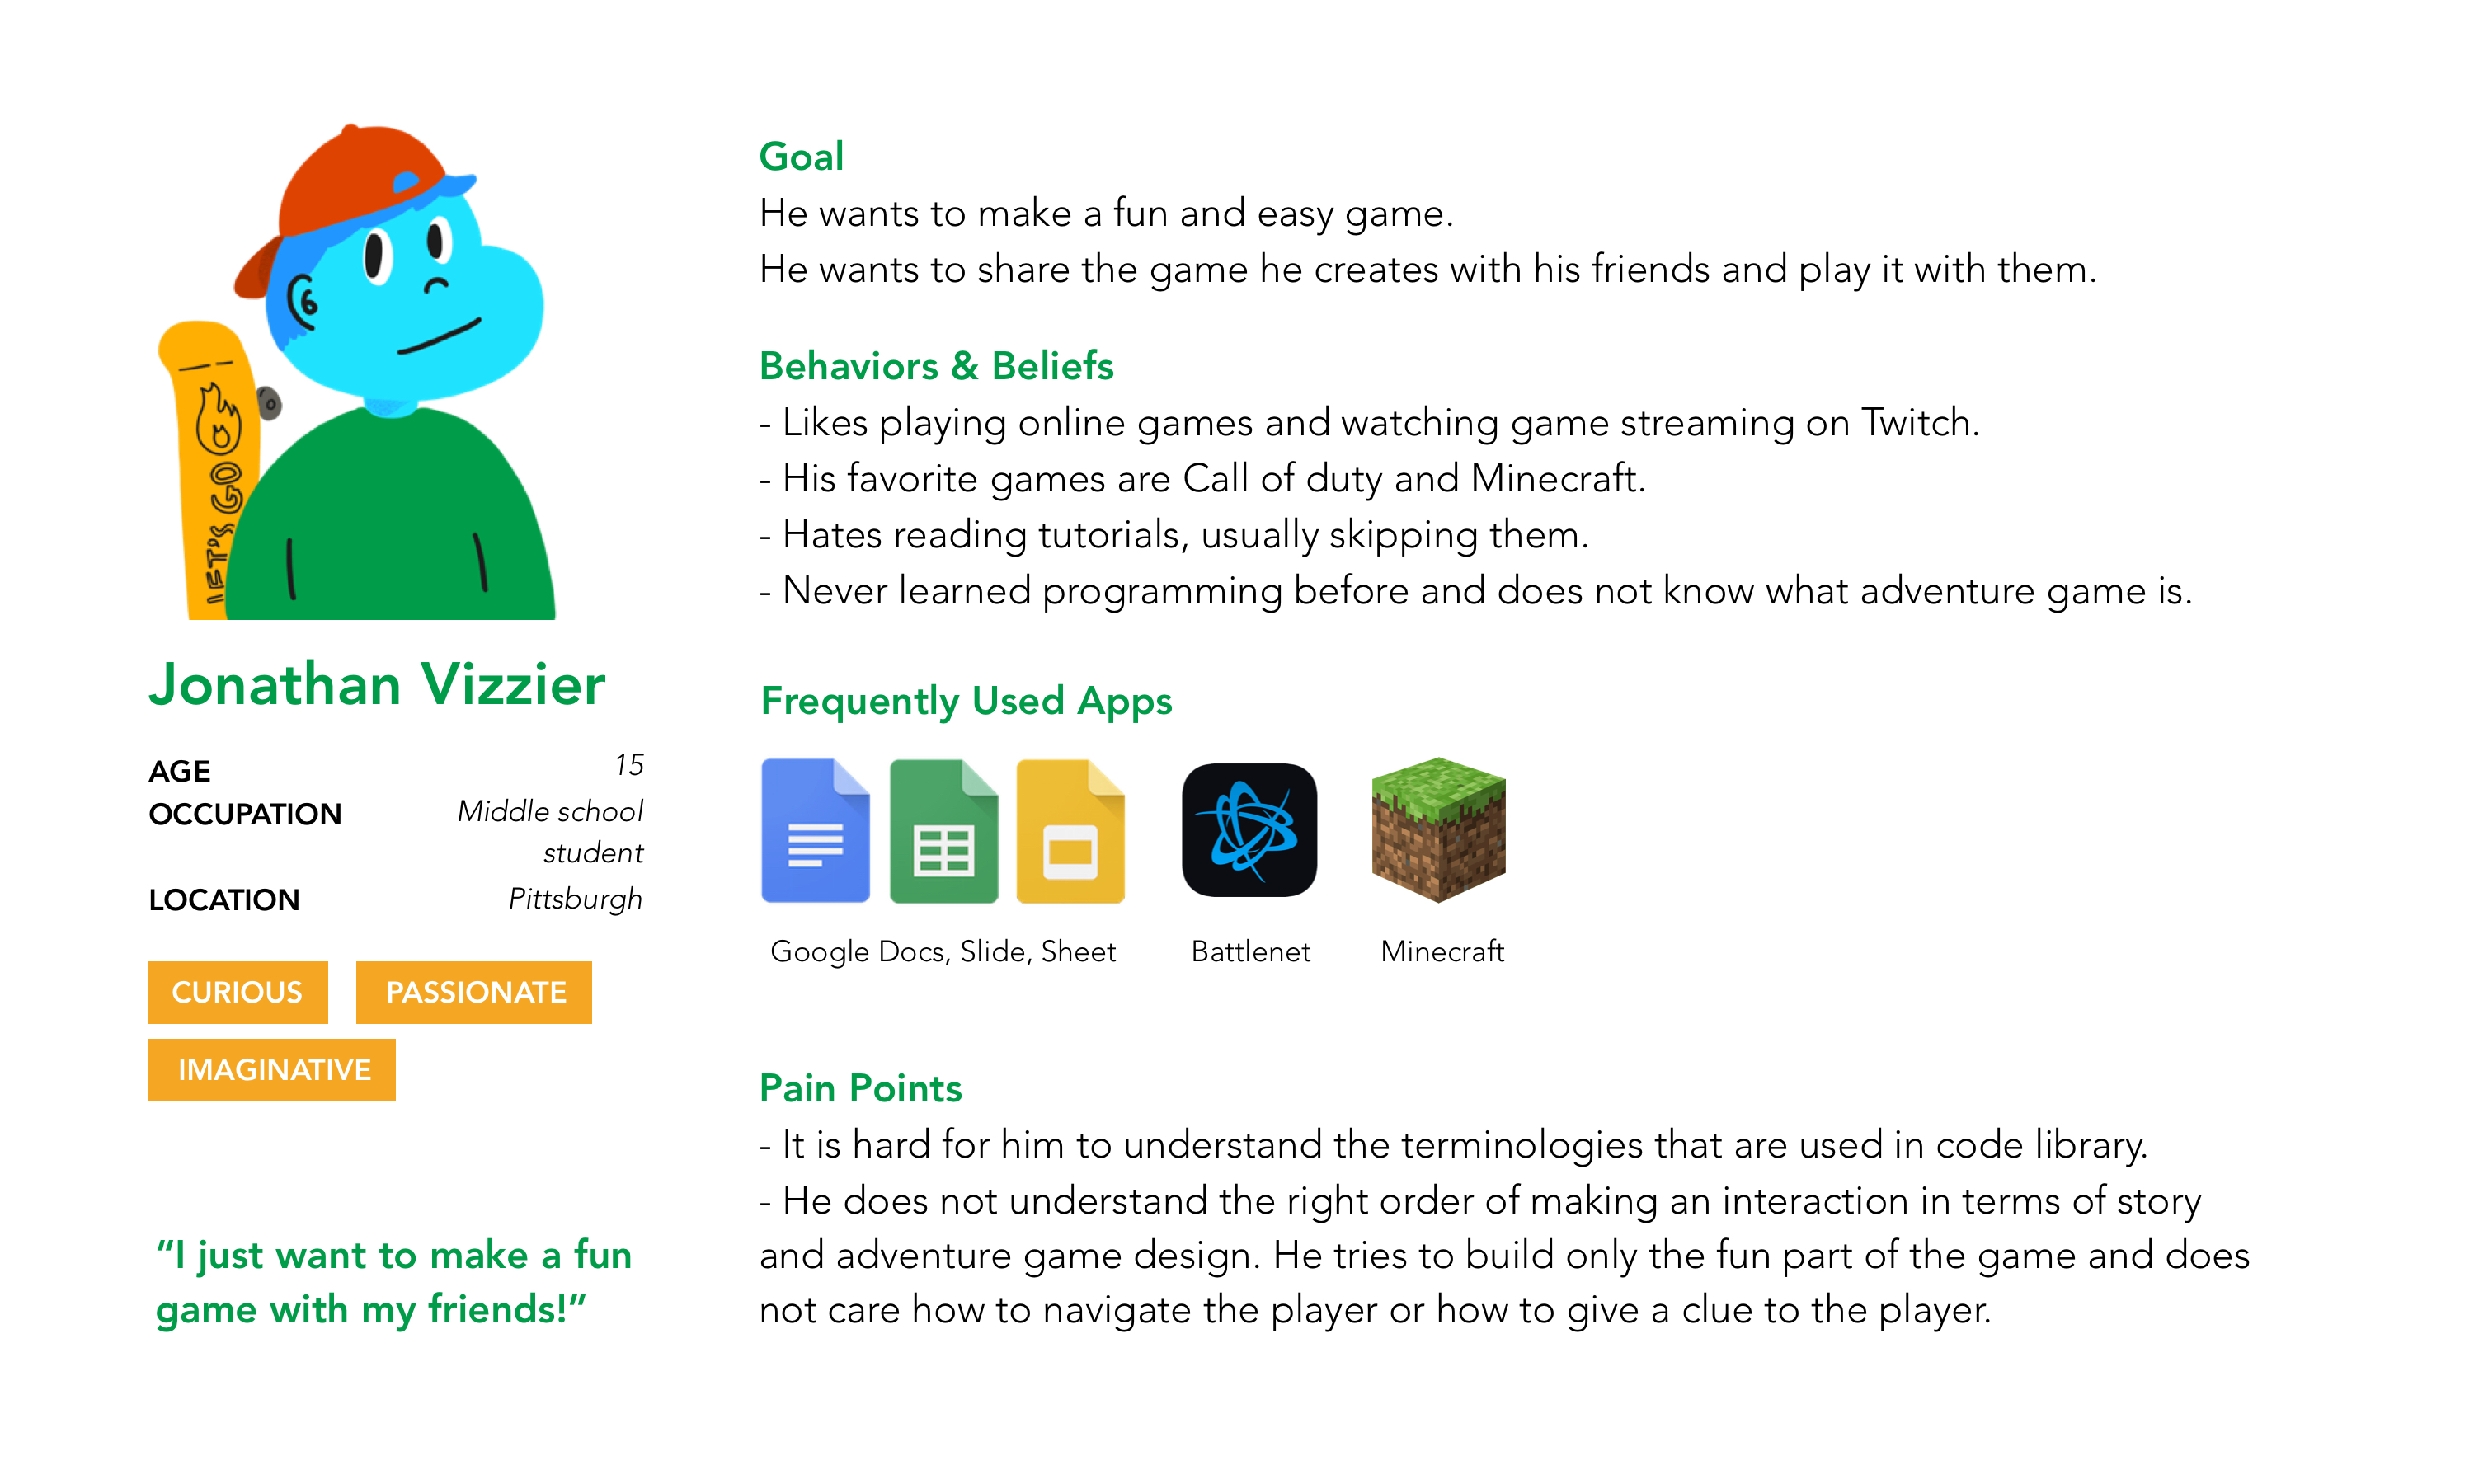 LET'S GO
Jonathan Vizzier
AGE 15
OCCUPATION Middle school
student
LOCATION Pittsburgh
CURIOUS PASSIONATE
IMAGINATIVE
“I just want to make a fun
game with my friends!”
Goal
He wants to make a fun and easy game.
He wants to share the game he creates with his friends and play it with them.
Behaviors & Beliefs
- Likes playing online games and watching game streaming on Twitch.
- His favorite games are Call of duty and Minecraft.
- Hates reading tutorials, usually skipping them.
- Never learned programming before and does not know what adventure game is.
Frequently Used Apps
Google Docs, Slide, Sheet Battlenet Minecraft
Pain Points
- It is hard for him to understand the terminologies that are used in code library.
- He does not understand the right order of making an interaction in terms of story
and adventure game design. He tries to build only the fun part of the game and does
not care how to navigate the player or how to give a clue to the player.